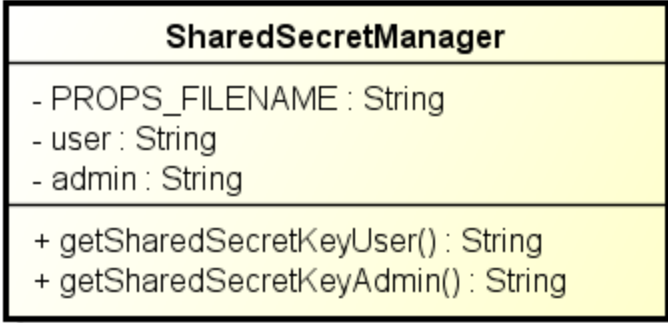 SharedSecretManager
- PROPS_FILENAME : String
- user : String
- admin : String
+ getSharedSecretKeyUser() : String
+ getSharedSecretKeyAdmin() : String